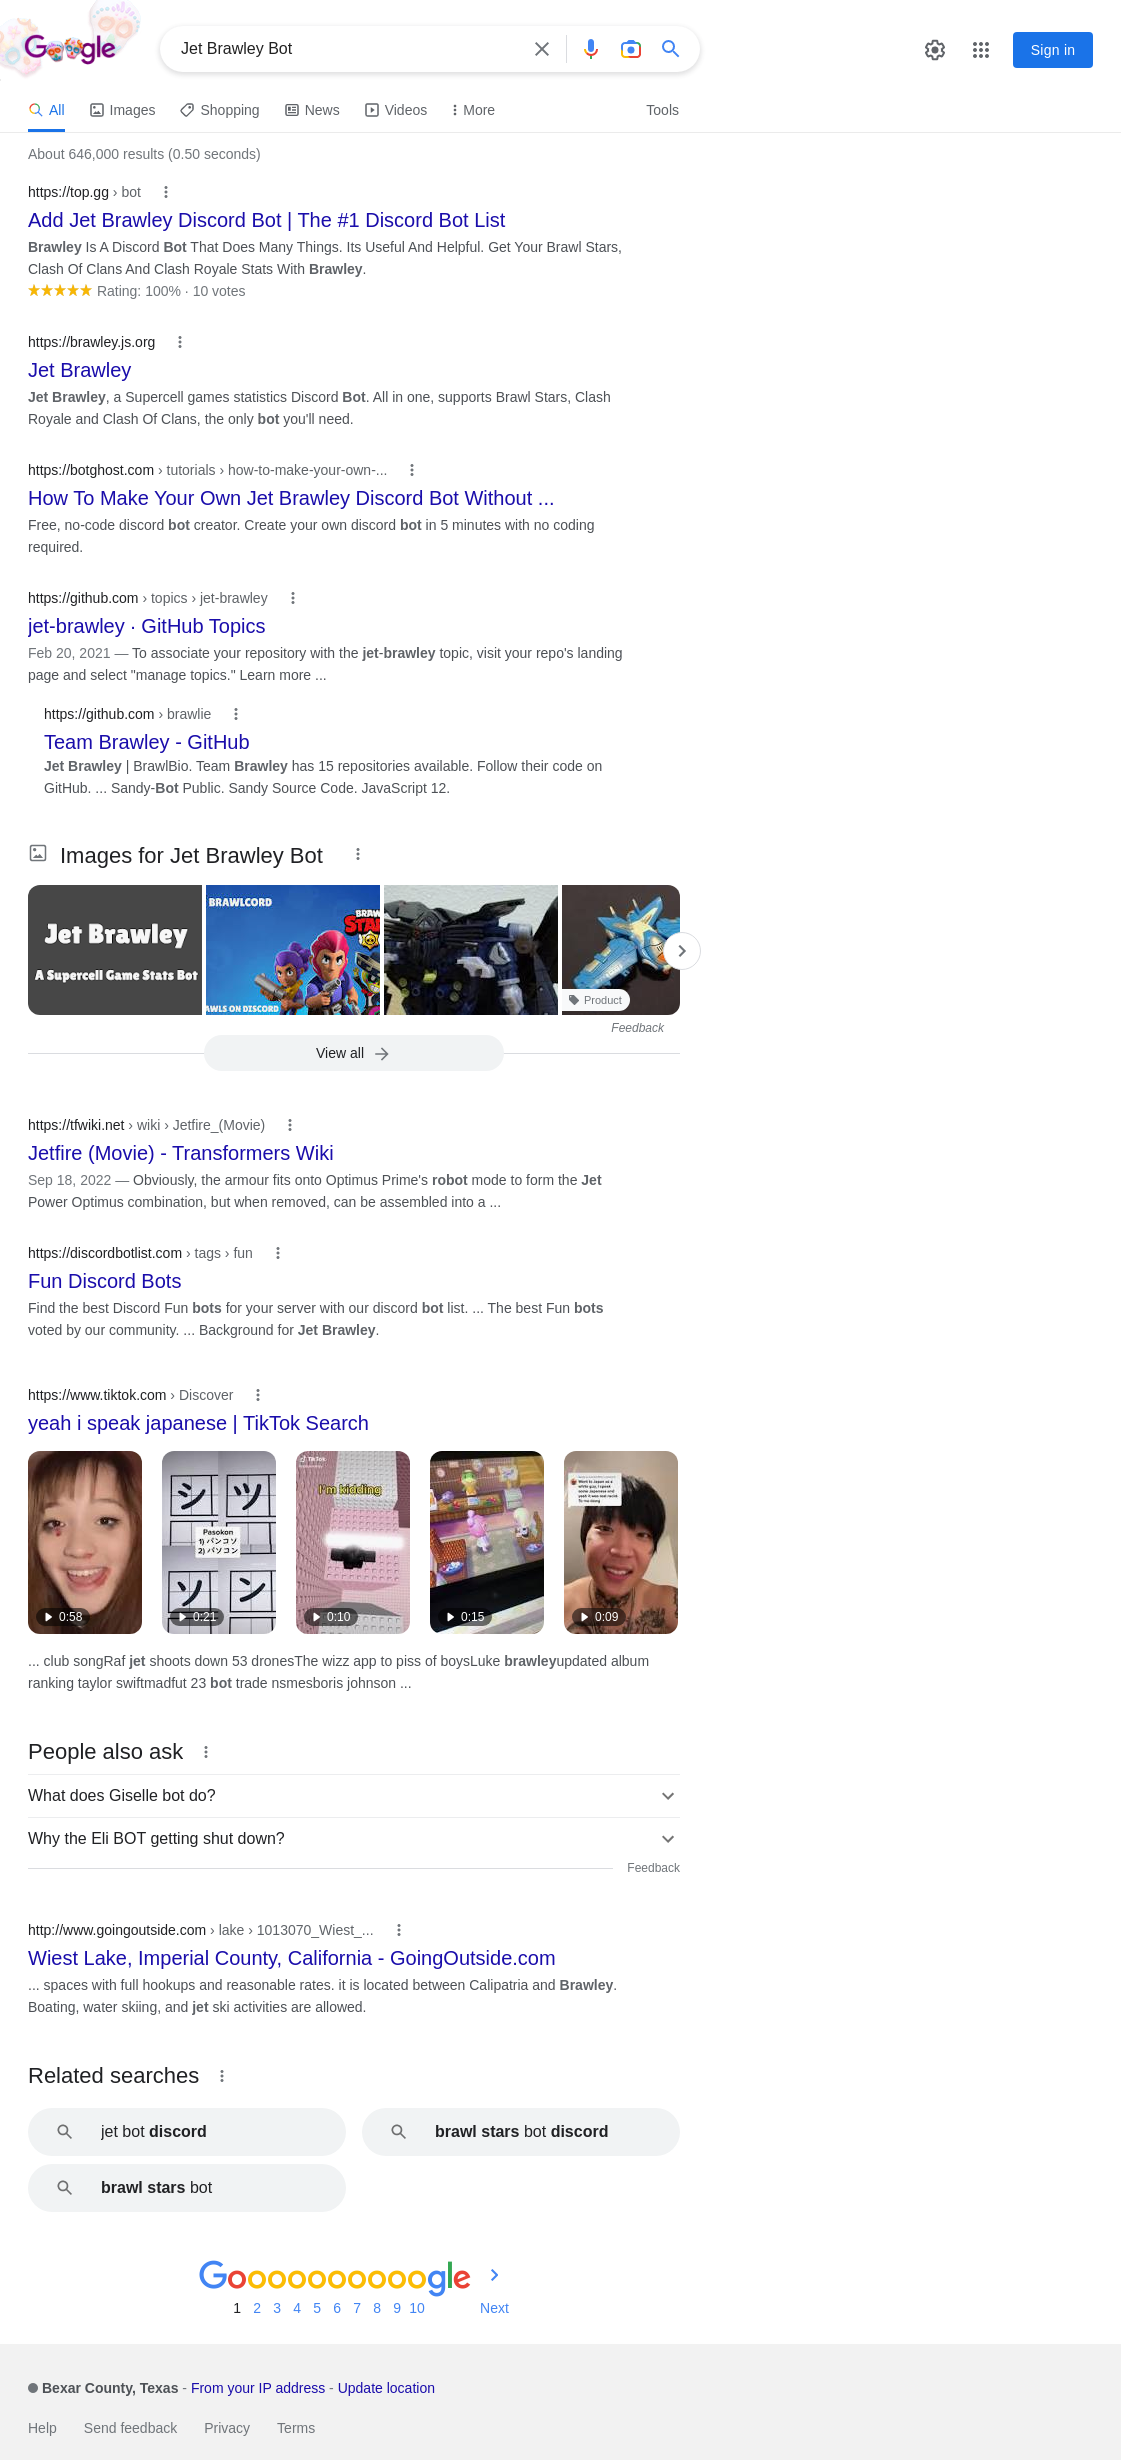 Google
Jet Brawley Bot
Sign in
All
Images
Shopping
News
Videos
More
Tools
About 646,000 results (0.50 seconds)
https://top.gg › bot
Add Jet Brawley Discord Bot | The #1 Discord Bot List
Brawley Is A Discord Bot That Does Many Things. Its Useful And Helpful. Get Your Brawl Stars,
Clash Of Clans And Clash Royale Stats With Brawley.
Rating: 100% · 10 votes
https://brawley.js.org
Jet Brawley
Jet Brawley, a Supercell games statistics Discord Bot. All in one, supports Brawl Stars, Clash
Royale and Clash Of Clans, the only bot you'll need.
https://botghost.com › tutorials › how-to-make-your-own-...
How To Make Your Own Jet Brawley Discord Bot Without ...
Free, no-code discord bot creator. Create your own discord bot in 5 minutes with no coding
required.
https://github.com › topics › jet-brawley
jet-brawley · GitHub Topics
Feb 20, 2021 — To associate your repository with the jet-brawley topic, visit your repo's landing
page and select "manage topics." Learn more ...
https://github.com › brawlie
Team Brawley - GitHub
Jet Brawley | BrawlBio. Team Brawley has 15 repositories available. Follow their code on
GitHub. ... Sandy-Bot Public. Sandy Source Code. JavaScript 12.
Images for Jet Brawley Bot
Jet Brawley
A Supercell Game Stats Bot
BRAWLCORD
BRAW
STA
AWLS ON DISCORD
Product
Feedback
View all
https://tfwiki.net › wiki › Jetfire_(Movie)
Jetfire (Movie) - Transformers Wiki
Sep 18, 2022 — Obviously, the armour fits onto Optimus Prime's robot mode to form the Jet
Power Optimus combination, but when removed, can be assembled into a ...
https://discordbotlist.com › tags › fun
Fun Discord Bots
Find the best Discord Fun bots for your server with our discord bot list. ... The best Fun bots
voted by our community. ... Background for Jet Brawley.
https://www.tiktok.com › Discover
yeah i speak japanese | TikTok Search
0:58
シ ツ
Pasokon
1) パンコソ
2) パソコン
ソ ン
0:21
TikTok
I'm kidding
0:10
0:15
Went to Japan as a
white guy, I speak
some Japanese and
0:09
... club songRaf jet shoots down 53 dronesThe wizz app to piss of boysLuke brawleyupdated album
ranking taylor swiftmadfut 23 bot trade nsmesboris johnson ...
People also ask
What does Giselle bot do?
Why the Eli BOT getting shut down?
Feedback
http://www.goingoutside.com › lake › 1013070_Wiest_...
Wiest Lake, Imperial County, California - GoingOutside.com
... spaces with full hookups and reasonable rates. it is located between Calipatria and Brawley.
Boating, water skiing, and jet ski activities are allowed.
Related searches
jet bot discord
brawl stars bot discord
brawl stars bot
Goooooooooogle
1 2 3 4 5 6 7 8 9 10 Next
Bexar County, Texas - From your IP address - Update location
Help Send feedback Privacy Terms